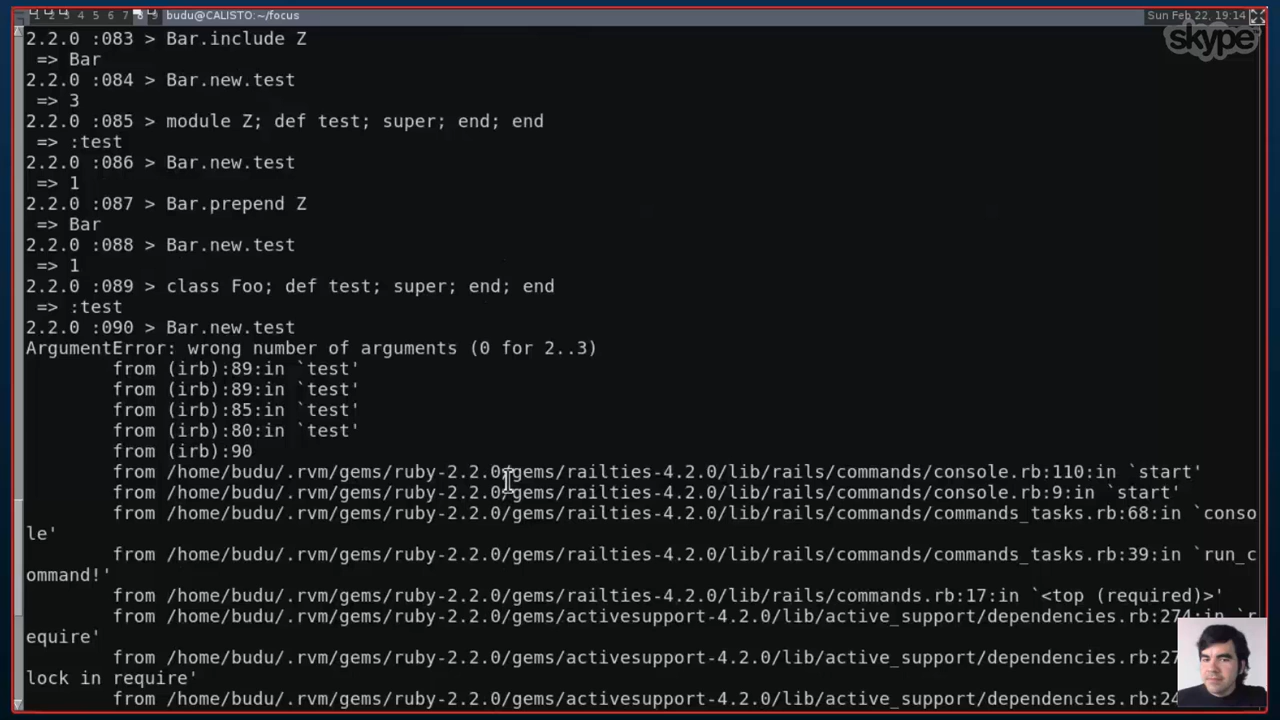 1 2 3 4 5 6 7 8 9 budu@CALISTO:~/focus Sun Feb 22, 19:14
skype
2.2.0 :083 > Bar.include Z
=> Bar
2.2.0 :084 > Bar.new.test
=> 3
2.2.0 :085 > module Z; def test; super; end; end
=> :test
2.2.0 :086 > Bar.new.test
=> 1
2.2.0 :087 > Bar.prepend Z
=> Bar
2.2.0 :088 > Bar.new.test
=> 1
2.2.0 :089 > class Foo; def test; super; end; end
=> :test
2.2.0 :090 > Bar.new.test
ArgumentError: wrong number of arguments (0 for 2..3)
from (irb):89:in `test'
from (irb):89:in `test'
from (irb):85:in `test'
from (irb):80:in `test'
from (irb):90
from /home/budu/.rvm/gems/ruby-2.2.0/gems/railties-4.2.0/lib/rails/commands/console.rb:110:in `start'
from /home/budu/.rvm/gems/ruby-2.2.0/gems/railties-4.2.0/lib/rails/commands/console.rb:9:in `start'
from /home/budu/.rvm/gems/ruby-2.2.0/gems/railties-4.2.0/lib/rails/commands/commands_tasks.rb:68:in `conso
le'
from /home/budu/.rvm/gems/ruby-2.2.0/gems/railties-4.2.0/lib/rails/commands/commands_tasks.rb:39:in `run_c
ommand!'
from /home/budu/.rvm/gems/ruby-2.2.0/gems/railties-4.2.0/lib/rails/commands.rb:17:in `<top (required)>'
from /home/budu/.rvm/gems/ruby-2.2.0/gems/activesupport-4.2.0/lib/active_support/dependencies.rb:274:in `r
equire'
from /home/budu/.rvm/gems/ruby-2.2.0/gems/activesupport-4.2.0/lib/active_support/dependencies.rb:27
lock in require'
from /home/budu/.rvm/gems/ruby-2.2.0/gems/activesupport-4.2.0/lib/active_support/dependencies.rb:24